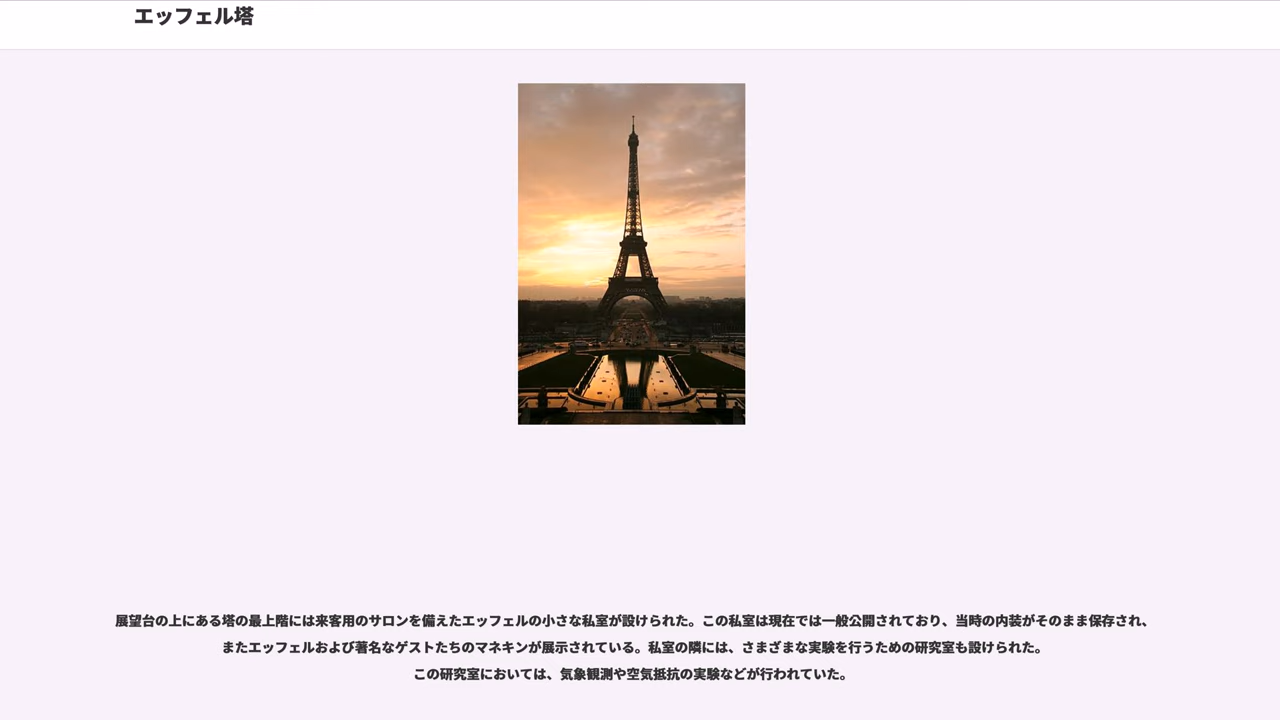 エッフェル塔
展望台の上にある塔の最上階には来客用のサロンを備えたエッフェルの小さな私室が設けられた。この私室は現在では一般公開されており、当時の内装がそのまま保存され、
またエッフェルおよび著名なゲストたちのマネキンが展示されている。私室の隣には、さまざまな実験を行うための研究室も設けられた。
この研究室においては、気象観測や空気抵抗の実験などが行われていた。